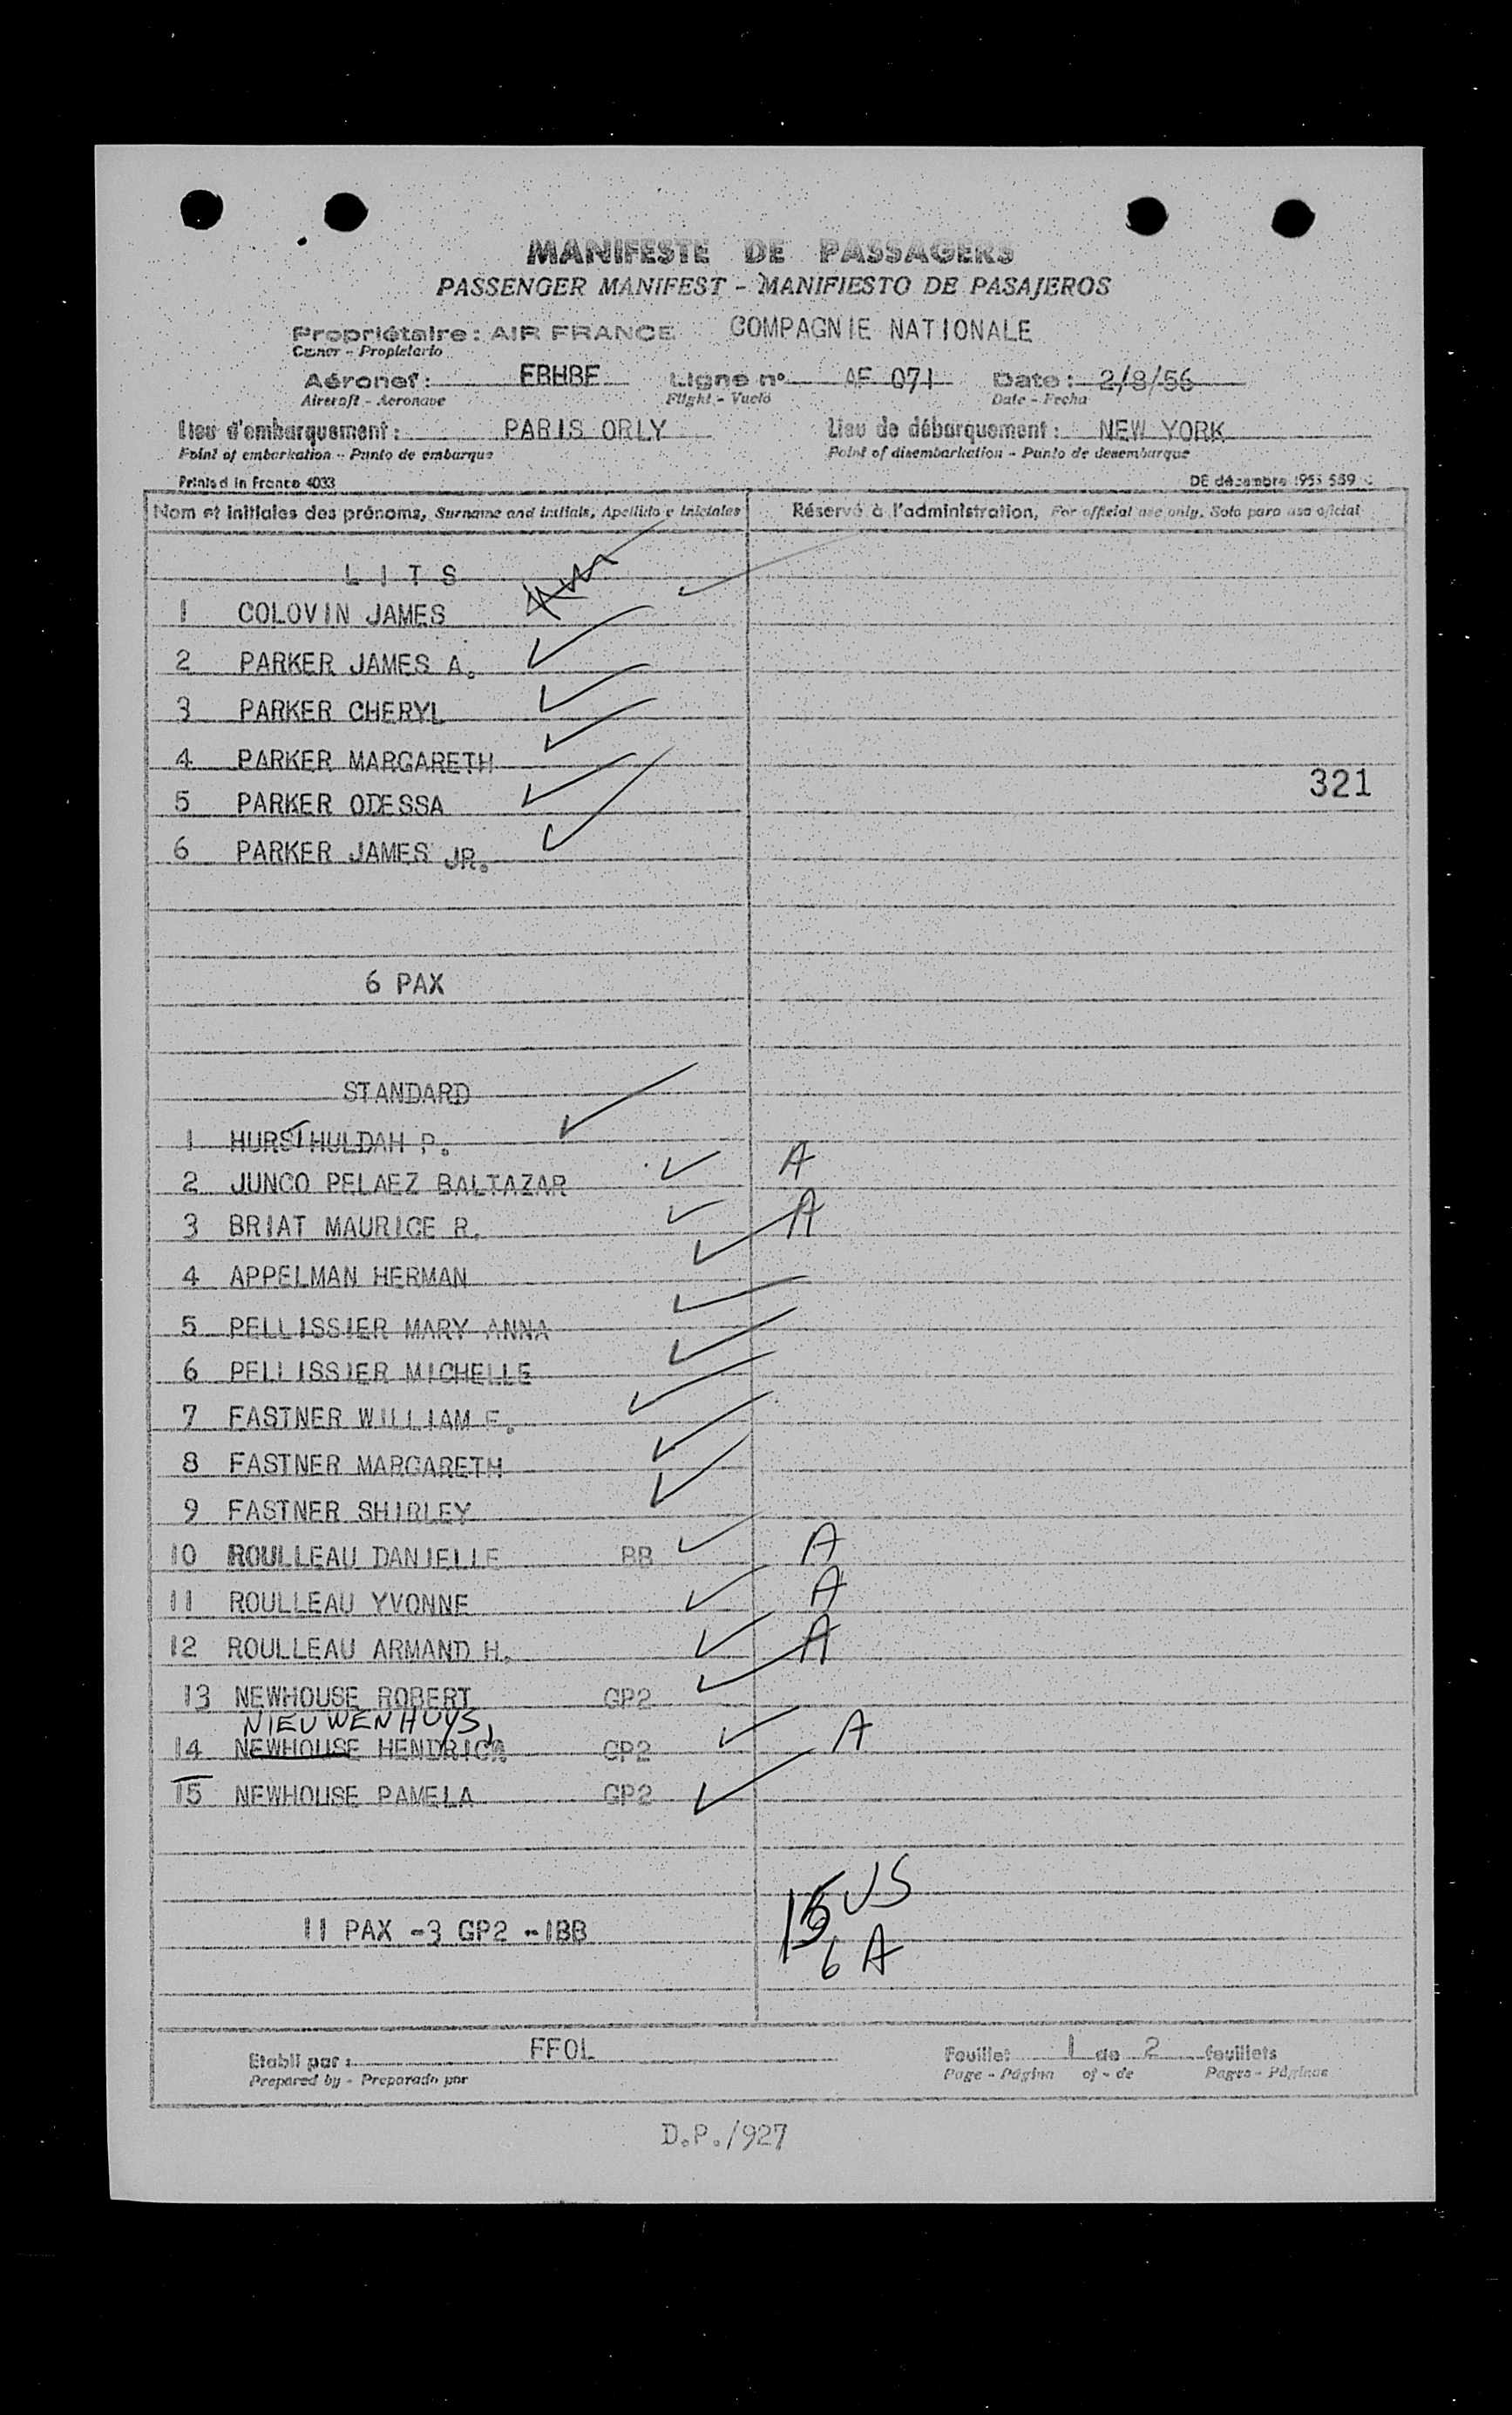 MANIFESTE DE PASSAGERS
PASSENGER MANIFEST - MANIFIESTO DE PASAJEROS
Propriétaire : AIR FRANCE COMPAGNIE NATIONALE
Owner - Propietario
Aéronef : FBHBF Ligne nº AF 071 Date : 2/8/56
Aircraft - Aeronave Flight - Vuelo Date - Fecha
Lieu d'embarquement : PARIS ORLY Lieu de débarquement : NEW YORK
Point of embarkation - Punto de embarque Point of disembarkation - Punto de desembarque
Printed in France 4033 DE décembre 1955 589
Nom et initiales des prénoms, Surname and initials, Apellido e iniciales Réservé à l'administration, For official use only. Solo para uso oficial
L I T S
1 COLOVIN JAMES
2 PARKER JAMES A.
3 PARKER CHERYL
4 PARKER MARGARETH
321
5 PARKER ODESSA
6 PARKER JAMES JR.
6 PAX
STANDARD
1 HURST HULDAH P.
2 JUNCO PELAEZ BALTAZAR A
3 BRIAT MAURICE R. A
4 APPELMAN HERMAN
5 PELLISSIER MARY ANNA
6 PELLISSIER MICHELLE
7 FASTNER WILLIAM F.
8 FASTNER MARGARETH
9 FASTNER SHIRLEY
10 ROULLEAU DANIELLE BB A
11 ROULLEAU YVONNE A
12 ROULLEAU ARMAND H. A
13 NEWHOUSE ROBERT GP2
NIEUWENHUYS,
14 NEWHOUSE HENDRICA GP2 A
15 NEWHOUSE PAMELA GP2
15 US
11 PAX -3 GP2 -1BB
6 A
Etabli par : FFOL Feuillet 1 de 2 feuillets
Prepared by - Preparado por Page - Página of - de Pages - Páginas
D.P./927